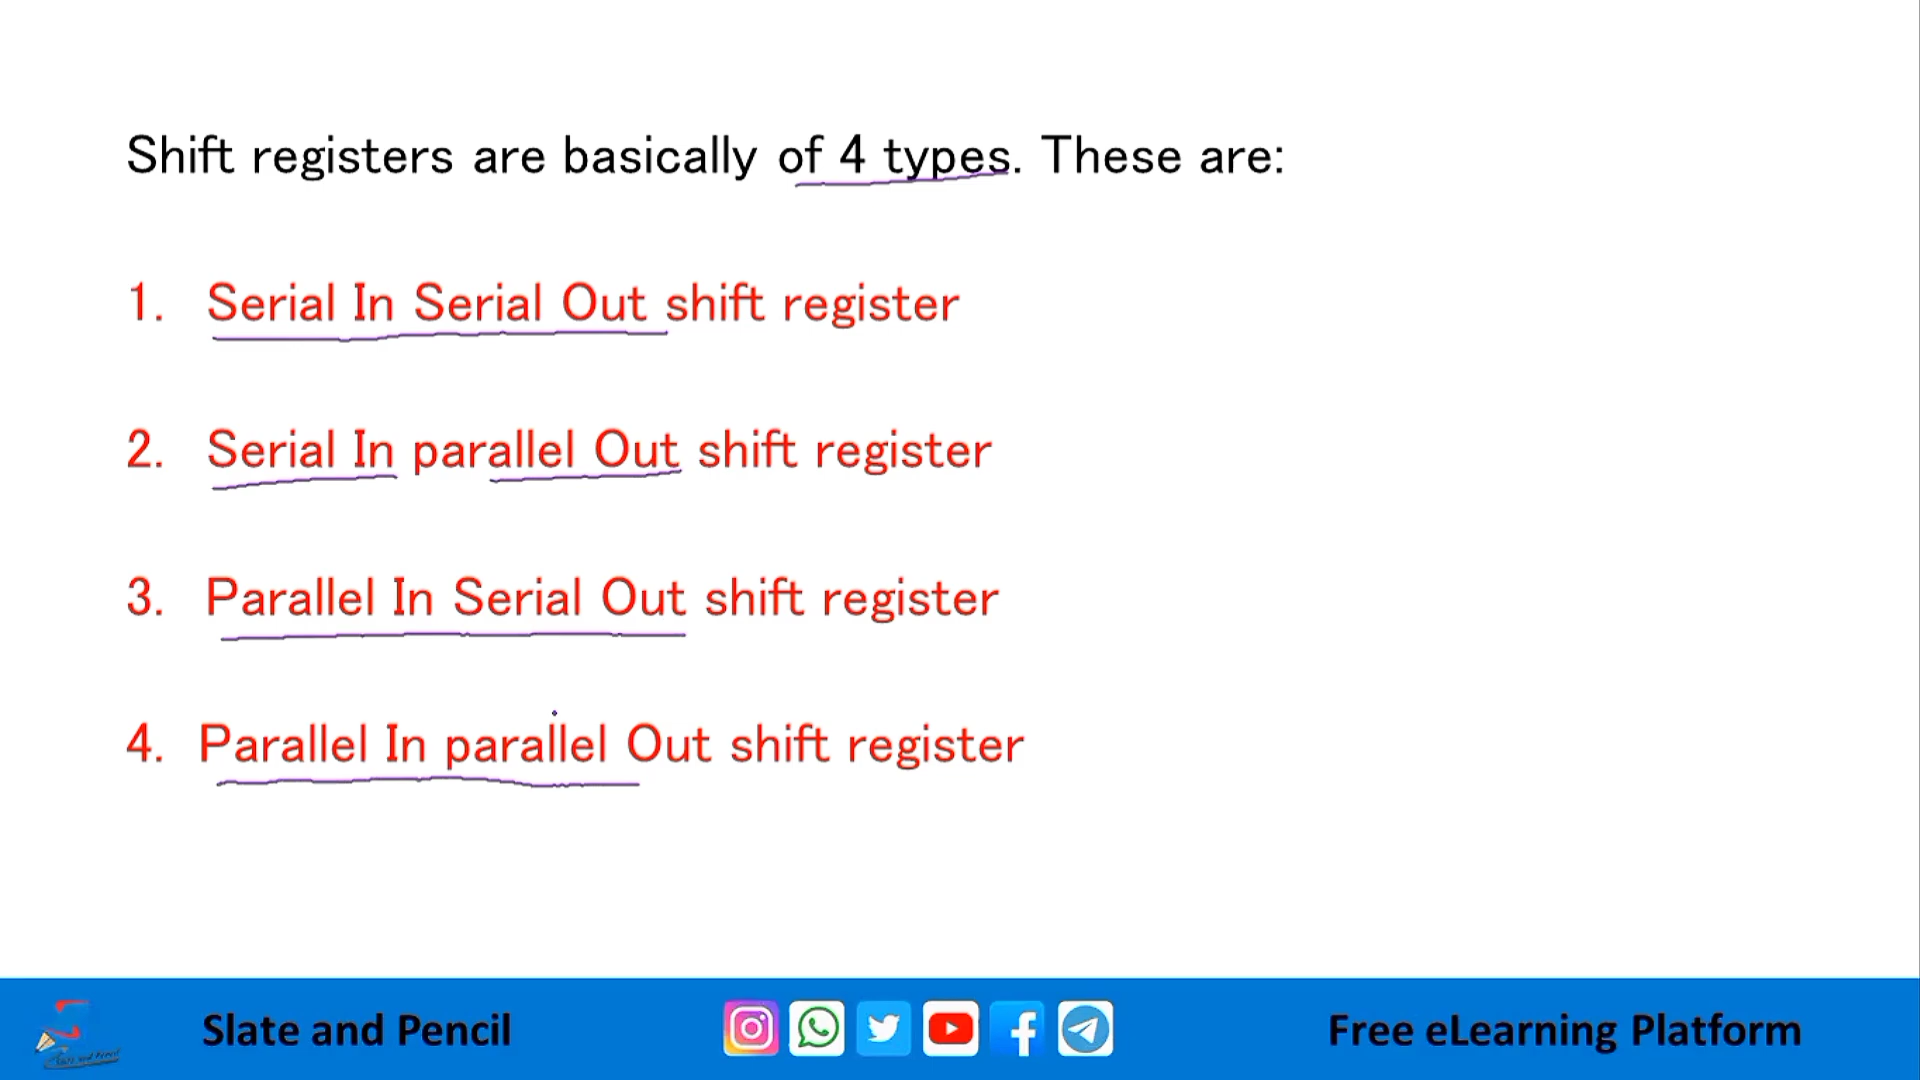 Shift registers are basically of 4 types. These are:
1. Serial In Serial Out shift register
2. Serial In parallel Out shift register
3. Parallel In Serial Out shift register
4. Parallel In parallel Out shift register
Slate and Pencil
Free eLearning Platform